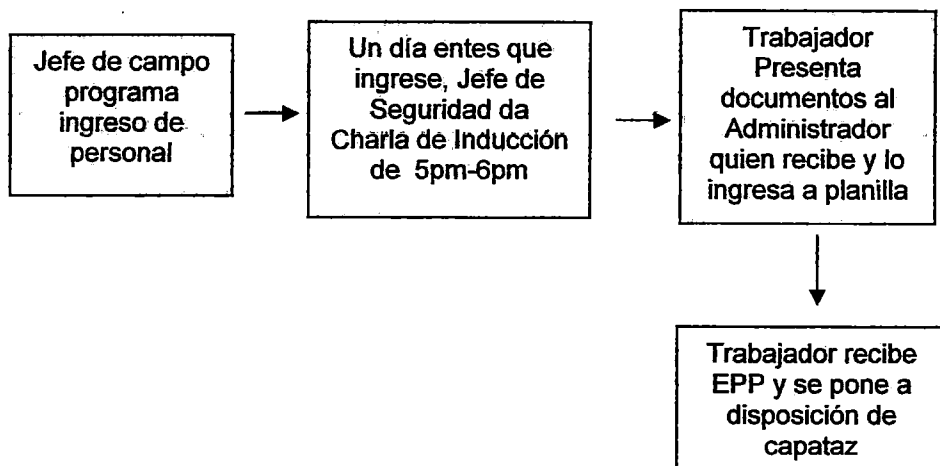 Jefe de campo
programa
ingreso de
personal
Un día entes que
ingrese, Jefe de
Seguridad da
Charla de Inducción
de 5pm-6pm
Trabajador
Presenta
documentos al
Administrador
quien recibe y lo
ingresa a planilla
Trabajador recibe
EPP y se pone a
disposición de
capataz